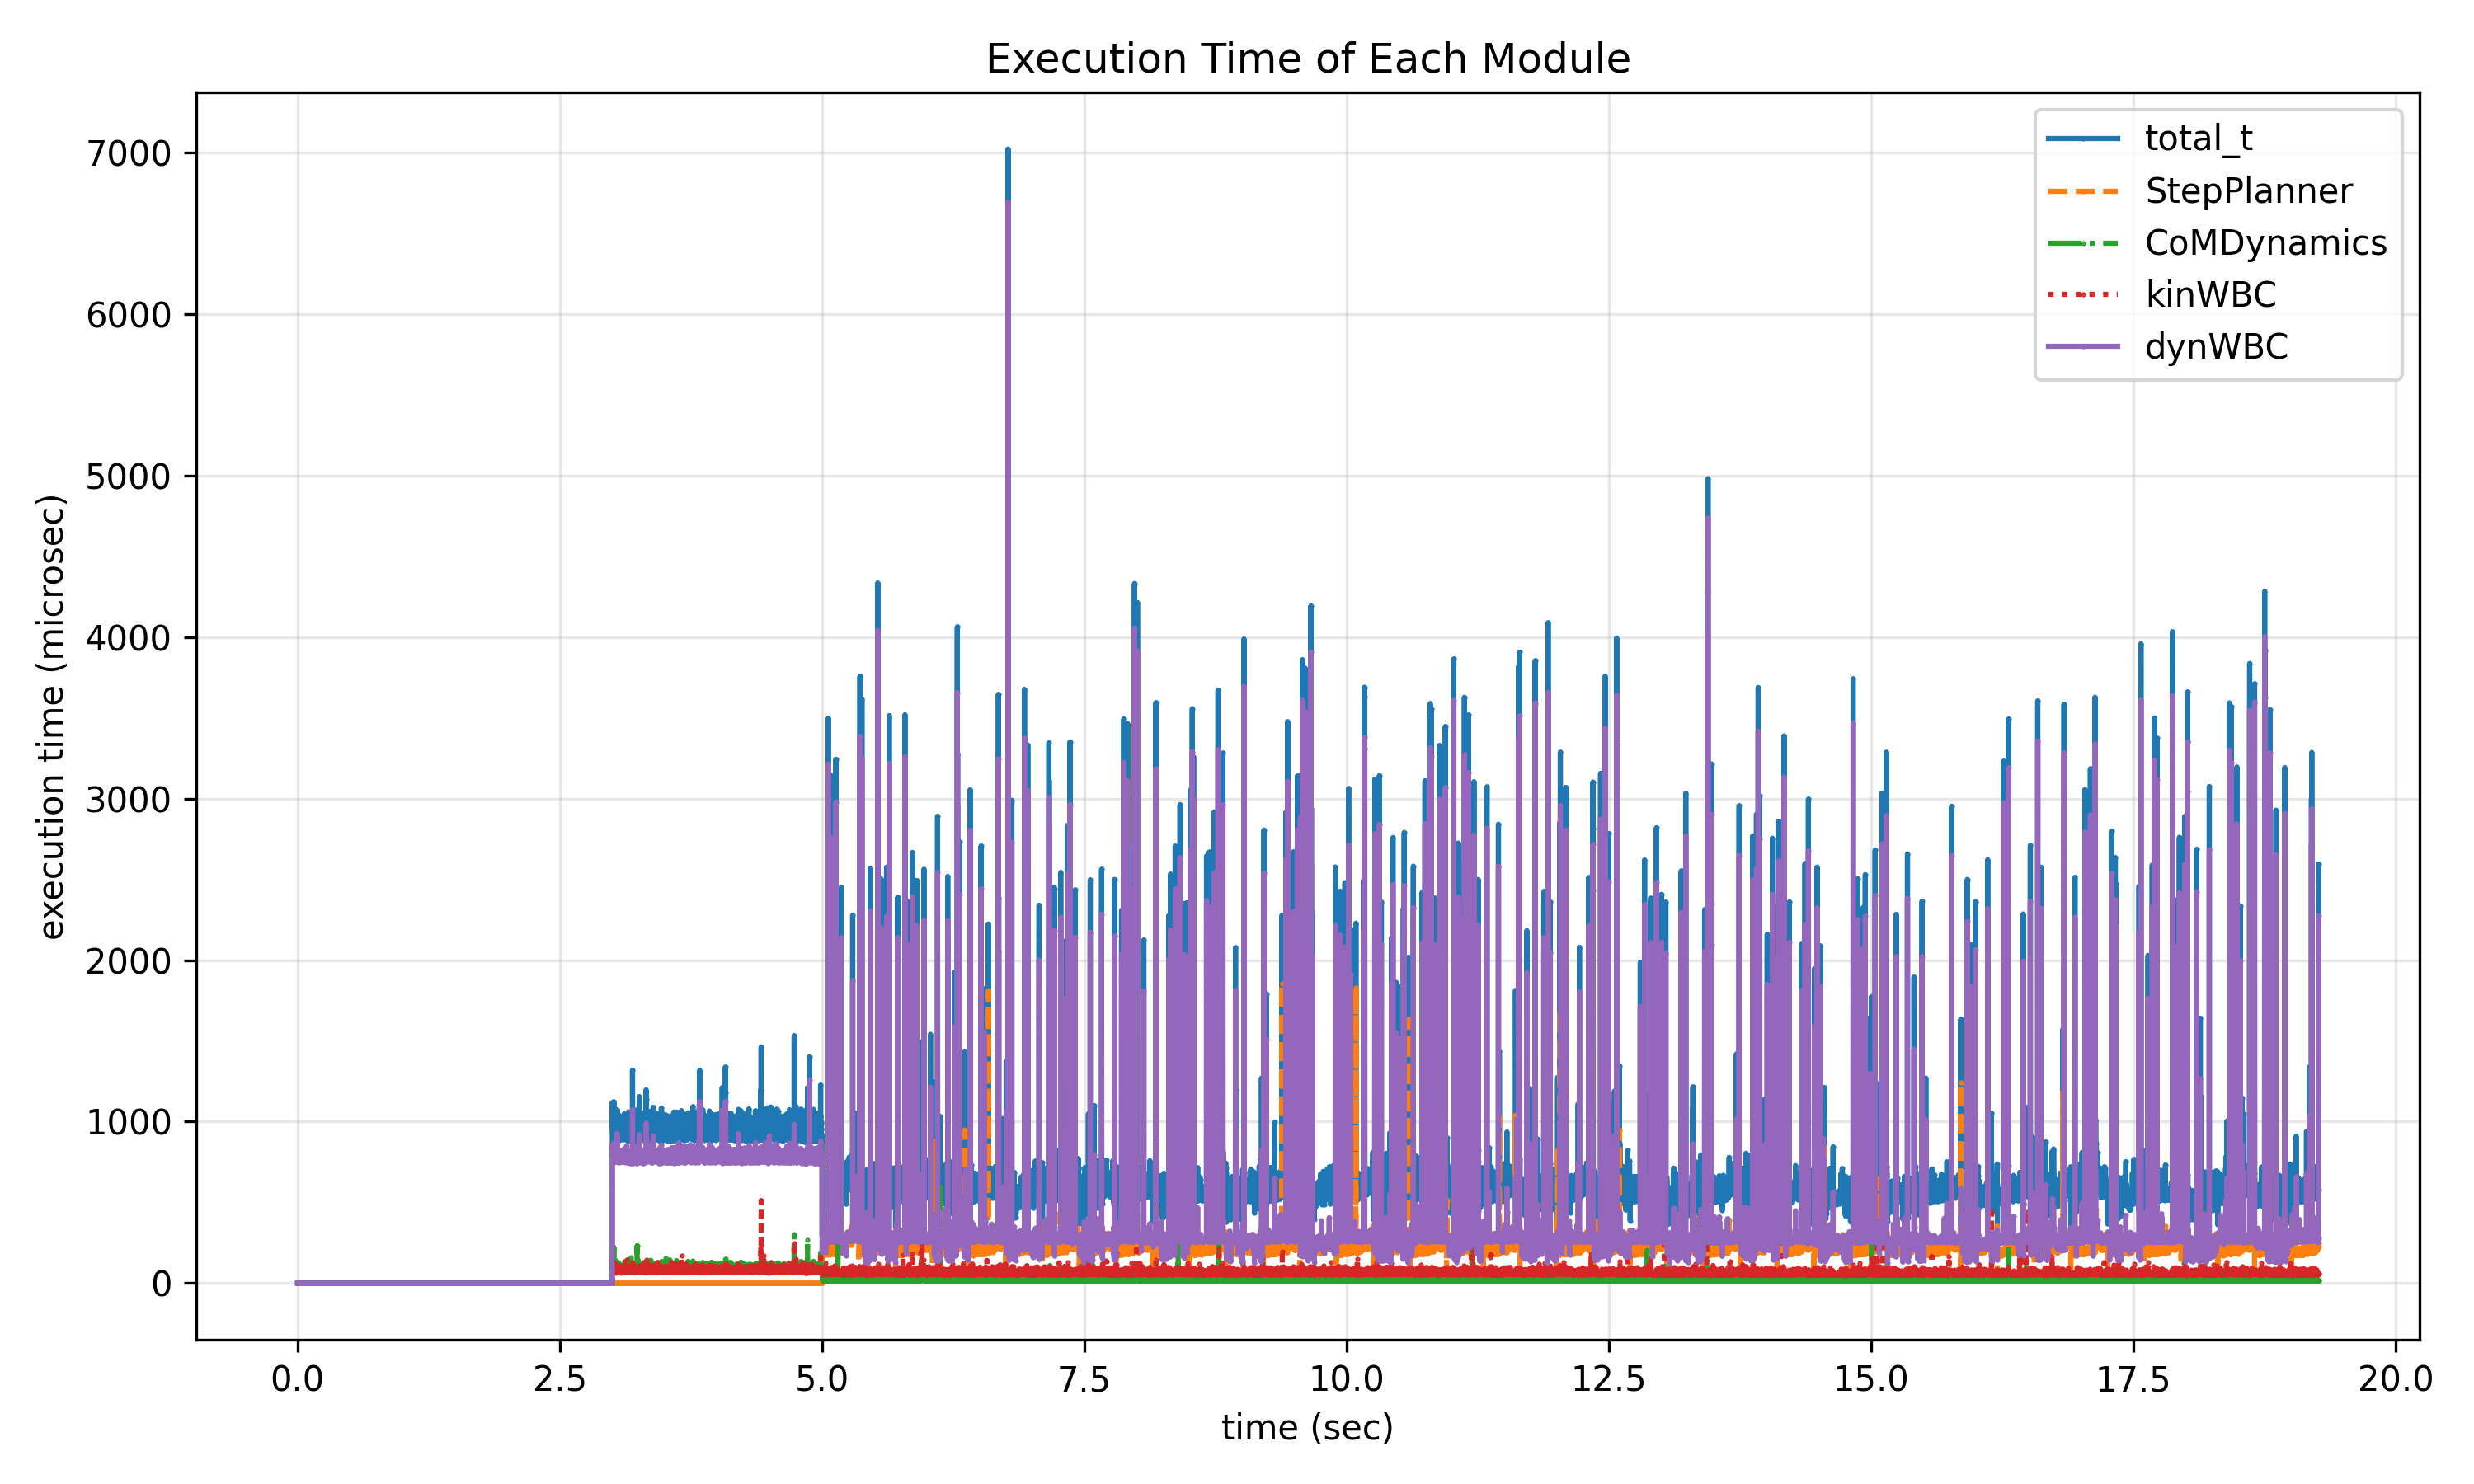 Execution Time of Each Module
total_t
StepPlanner
CoMDynamics
kinWBC
dynWBC
execution time (microsec)
7000
6000
5000
4000
3000
2000
1000
0
0.0 2.5 5.0 7.5 10.0 12.5 15.0 17.5 20.0
time (sec)